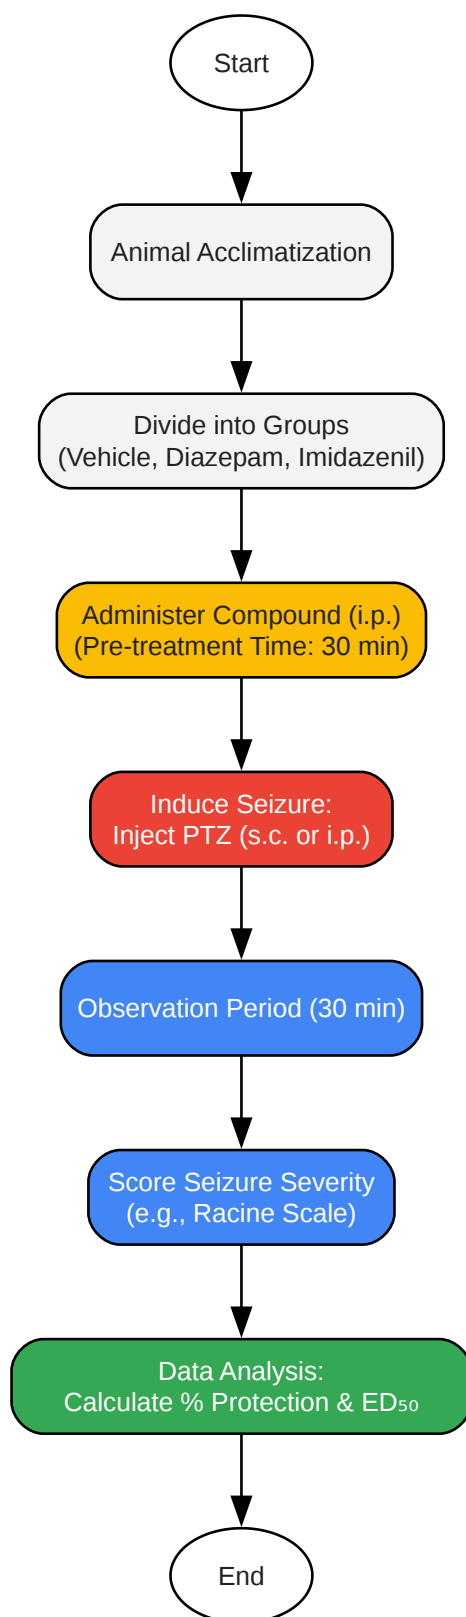 Start
Animal Acclimatization
Divide into Groups
(Vehicle, Diazepam, Imidazenil)
Administer Compound (i.p.)
(Pre-treatment Time: 30 min)
Induce Seizure:
Inject PTZ (s.c. or i.p.)
Observation Period (30 min)
Score Seizure Severity
(e.g., Racine Scale)
Data Analysis:
Calculate % Protection & ED₅₀
End